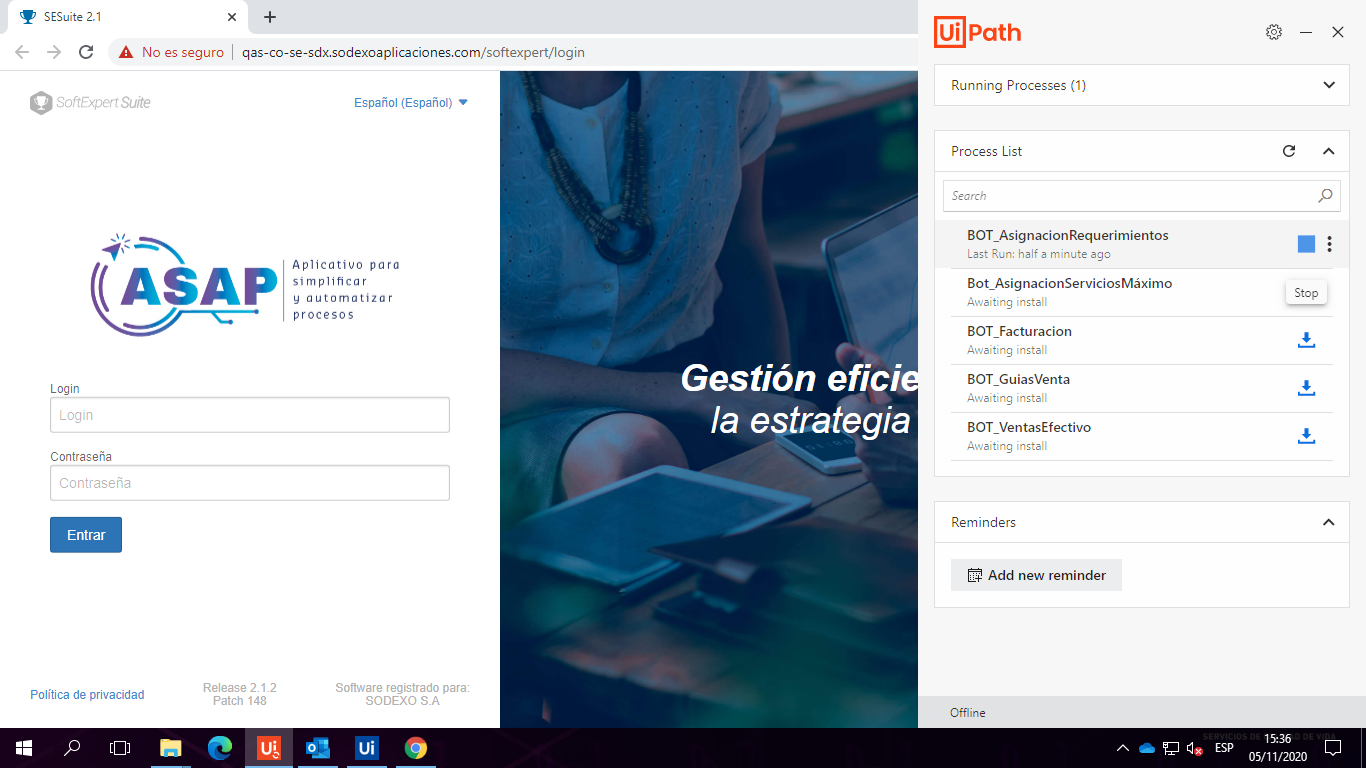 SESuite 2.1
No es seguro
qas-co-se-sdx.sodexoaplicaciones.com/softexpert/login
SoftExpert Suite
Español (Español)
ASAP
Aplicativo para
simplificar
y automatizar
procesos
Login
Login
Contraseña
Contraseña
Entrar
Política de privacidad
Release 2.1.2
Patch 148
Software registrado para:
SODEXO S.A
Gestión eficie
la estrategia
Ui Path
Running Processes (1)
Process List
Search
BOT_AsignacionRequerimientos
Last Run: half a minute ago
Bot_AsignacionServiciosMáximo
Awaiting install
Stop
BOT_Facturacion
Awaiting install
BOT_GuiasVenta
Awaiting install
BOT_VentasEfectivo
Awaiting install
Reminders
Add new reminder
Offline
Ui
Ui
ESP
15:36
05/11/2020